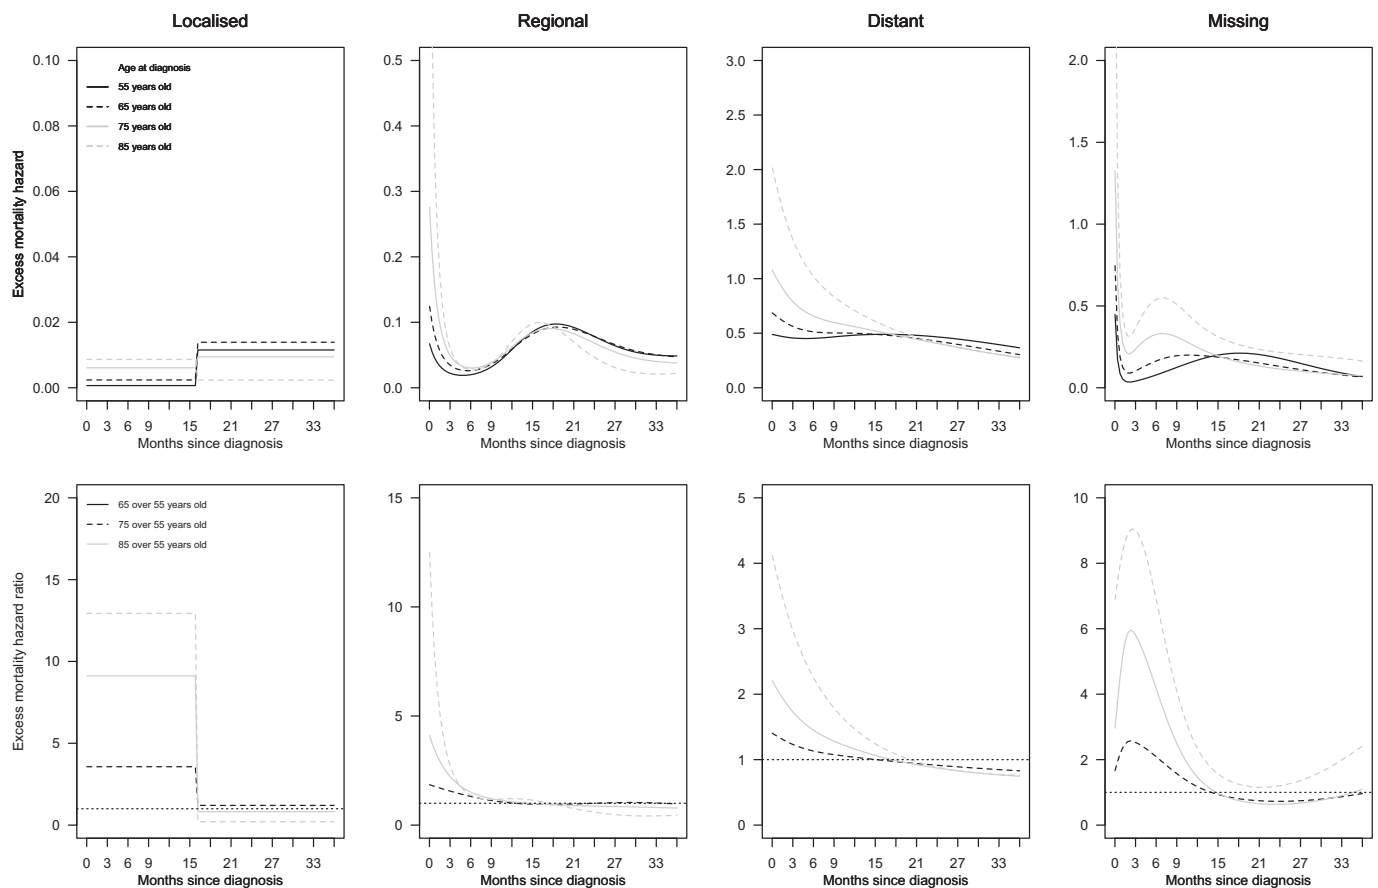 Localised Regional Distant Missing
Excess mortality hazard
0.10 0.08 0.06 0.04 0.02 0.00
Age at diagnosis
55 years old
65 years old
75 years old
85 years old
0 3 6 9 15 21 27 33
Months since diagnosis
0.5 0.4 0.3 0.2 0.1 0.0
0 3 6 9 15 21 27 33
Months since diagnosis
3.0 2.0 1.5 1.0 0.5 0.0
0 3 6 9 15 21 27 33
Months since diagnosis
2.0 1.5 1.0 0.5 0.0
0 3 6 9 15 21 27 33
Months since diagnosis
Excess mortality hazard ratio
20 15 10 5 0
65 over 55 years old
75 over 55 years old
85 over 55 years old
0 3 6 9 15 21 27 33
Months since diagnosis
15 10 5 0
0 3 6 9 15 21 27 33
Months since diagnosis
5 4 3 2 1 0
0 3 6 9 15 21 27 33
Months since diagnosis
10 8 6 4 2 0
0 3 6 9 15 21 27 33
Months since diagnosis